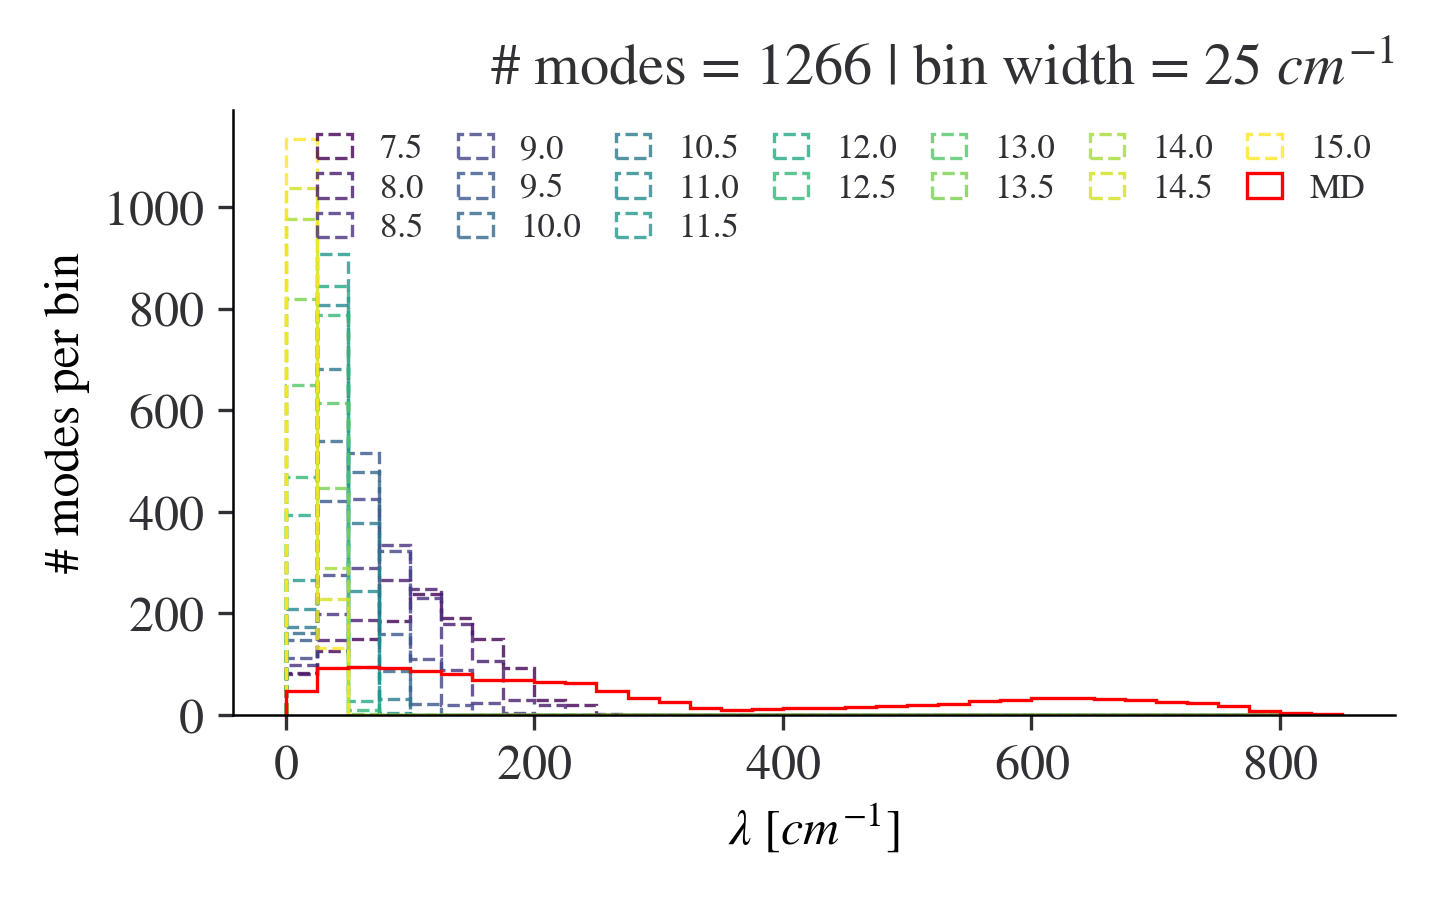 # modes = 1266 | bin width = 25 cm⁻¹
7.5 9.0 10.5 12.0 13.0 14.0 15.0
8.0 9.5 11.0 12.5 13.5 14.5 MD
8.5 10.0 11.5
1000
800
600
400
200
0
# modes per bin
0 200 400 600 800
λ [cm⁻¹]